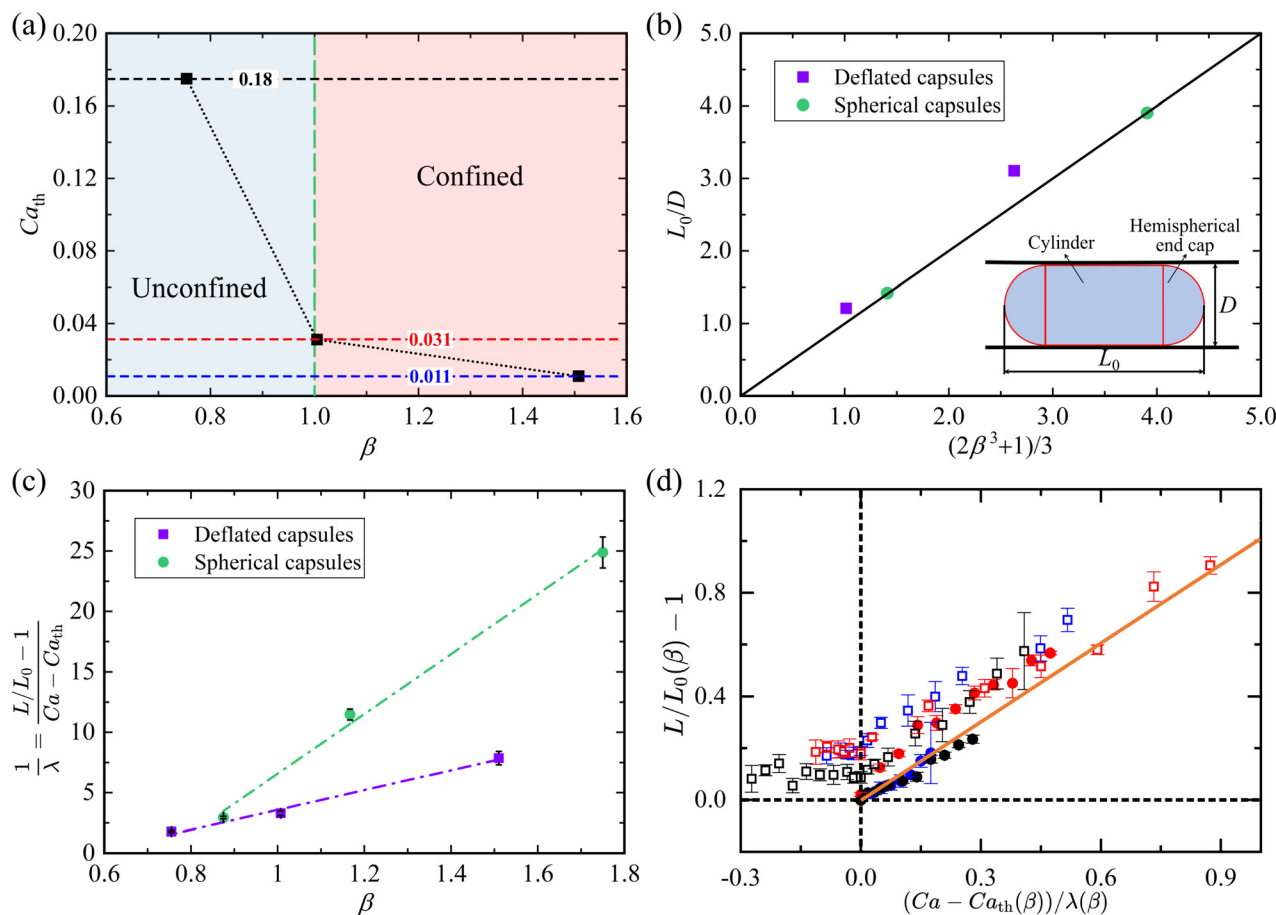 (a)
0.20
0.16
0.12
0.08
0.04
0.00
Ca_th
0.18
Confined
Unconfined
0.031
0.011
0.6 0.8 1.0 1.2 1.4 1.6
β
(b)
5.0
4.0
3.0
2.0
1.0
0.0
L_0/D
Deflated capsules
Spherical capsules
Cylinder
Hemispherical
end cap
D
L_0
0.0 1.0 2.0 3.0 4.0 5.0
(2β^3+1)/3
(c)
30
25
20
15
10
5
0
1/λ = (L/L_0 − 1)/(Ca − Ca_th)
Deflated capsules
Spherical capsules
0.6 0.8 1 1.2 1.4 1.6 1.8
β
(d)
1.2
0.8
0.4
0.0
L/L_0(β) − 1
-0.3 0.0 0.3 0.6 0.9
(Ca − Ca_th(β))/λ(β)